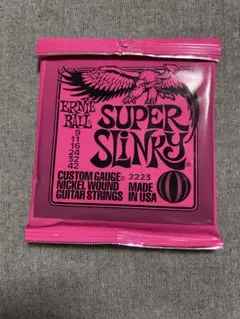 ERNIE
BALL
SUPER
SLINKY
9
11
16
24
32
42
CUSTOM GAUGE
NICKEL WOUND
GUITAR STRINGS
2223
MADE
IN USA